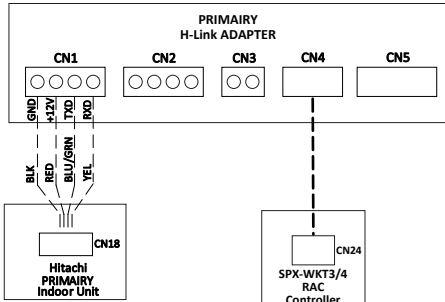 PRIMAIRY
H-Link ADAPTER
CN1 CN2 CN3 CN4 CN5
GND +12V TXD RXD
BLK RED BLU/GRN YEL
CN18
Hitachi
PRIMAIRY
Indoor Unit
CN24
SPX-WKT3/4
RAC
Controller